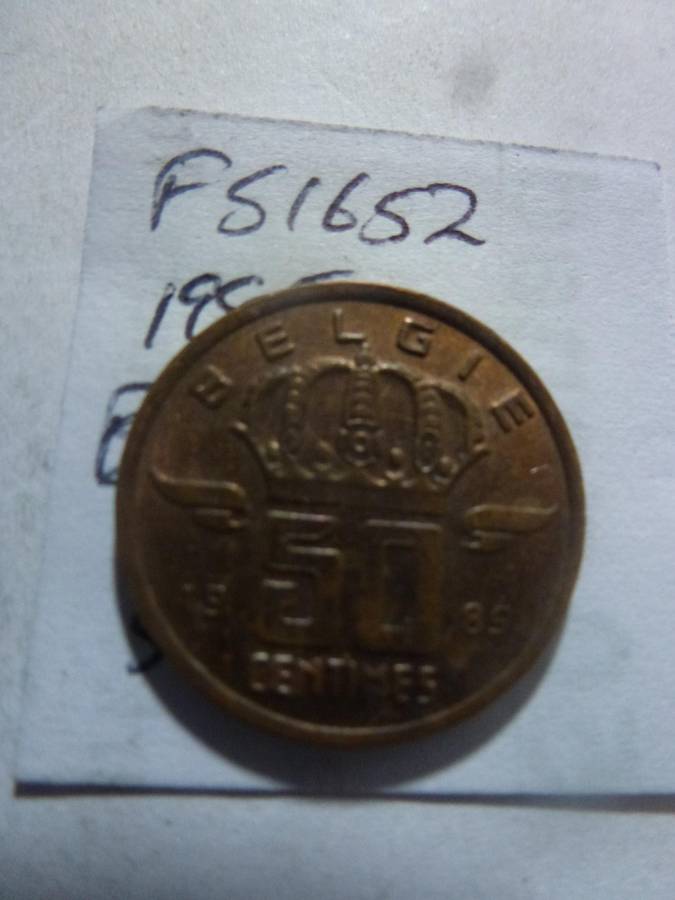 FS1652
BELGIE
50
CENTIMES